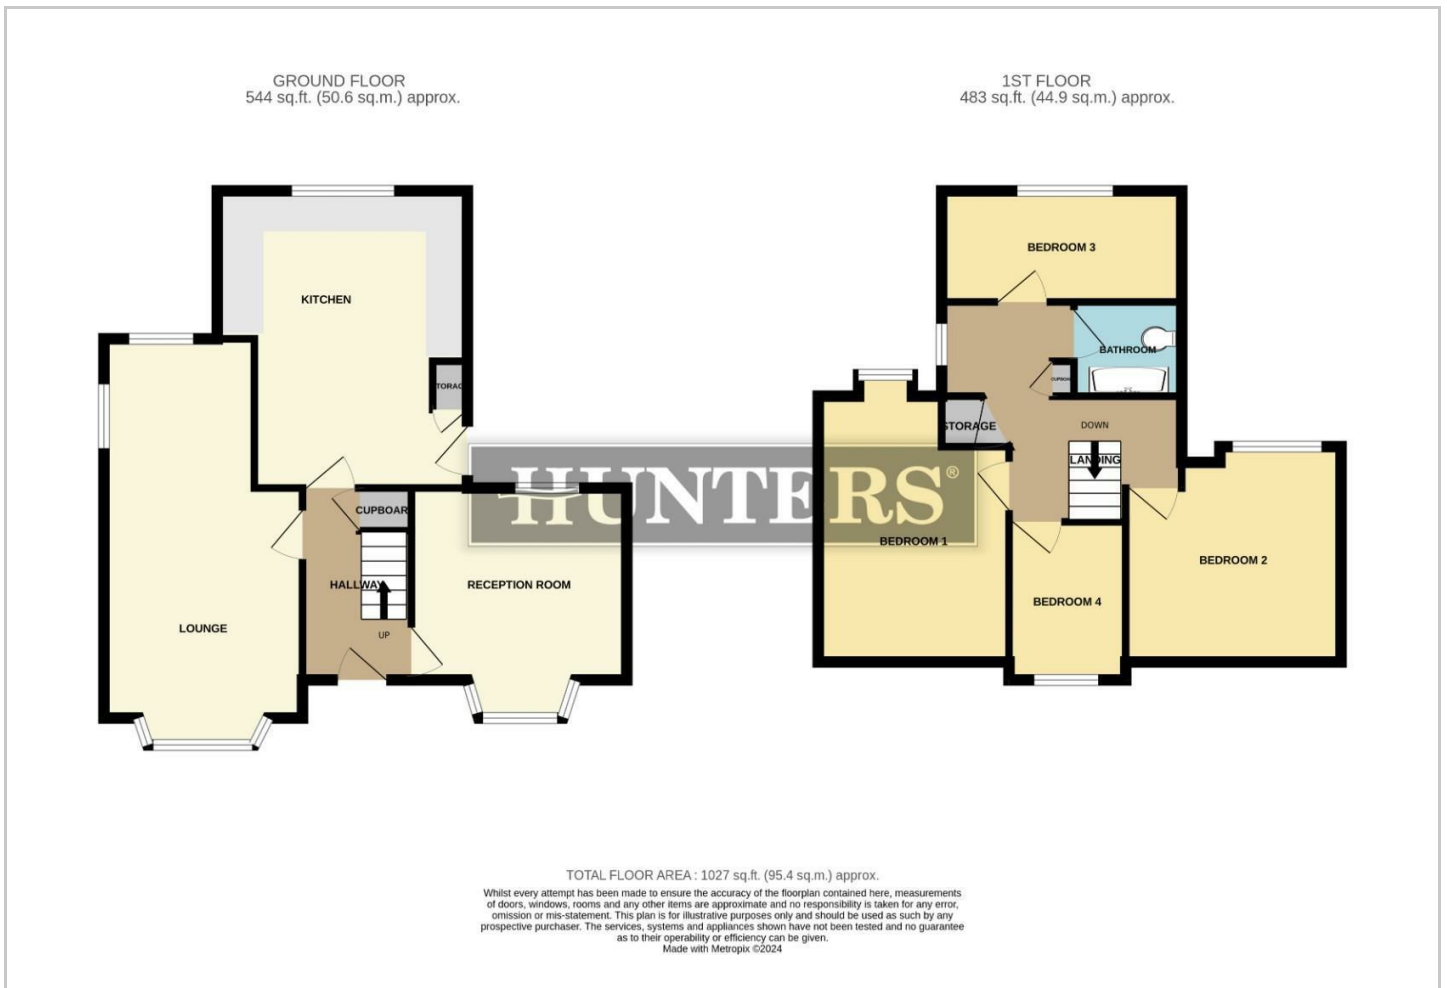 GROUND FLOOR
544 sq.ft. (50.6 sq.m.) approx.
1ST FLOOR
483 sq.ft. (44.9 sq.m.) approx.
KITCHEN
TORAG
CUPBOAR
HALLWAY
UP
RECEPTION ROOM
LOUNGE
HUNTERS®
BEDROOM 3
BATHROOM
STORAGE
DOWN
LANDING
BEDROOM 1
BEDROOM 2
BEDROOM 4
TOTAL FLOOR AREA : 1027 sq.ft. (95.4 sq.m.) approx.
Whilst every attempt has been made to ensure the accuracy of the floorplan contained here, measurements
of doors, windows, rooms and any other items are approximate and no responsibility is taken for any error,
omission or mis-statement. This plan is for illustrative purposes only and should be used as such by any
prospective purchaser. The services, systems and appliances shown have not been tested and no guarantee
as to their operability or efficiency can be given.
Made with Metropix ©2024